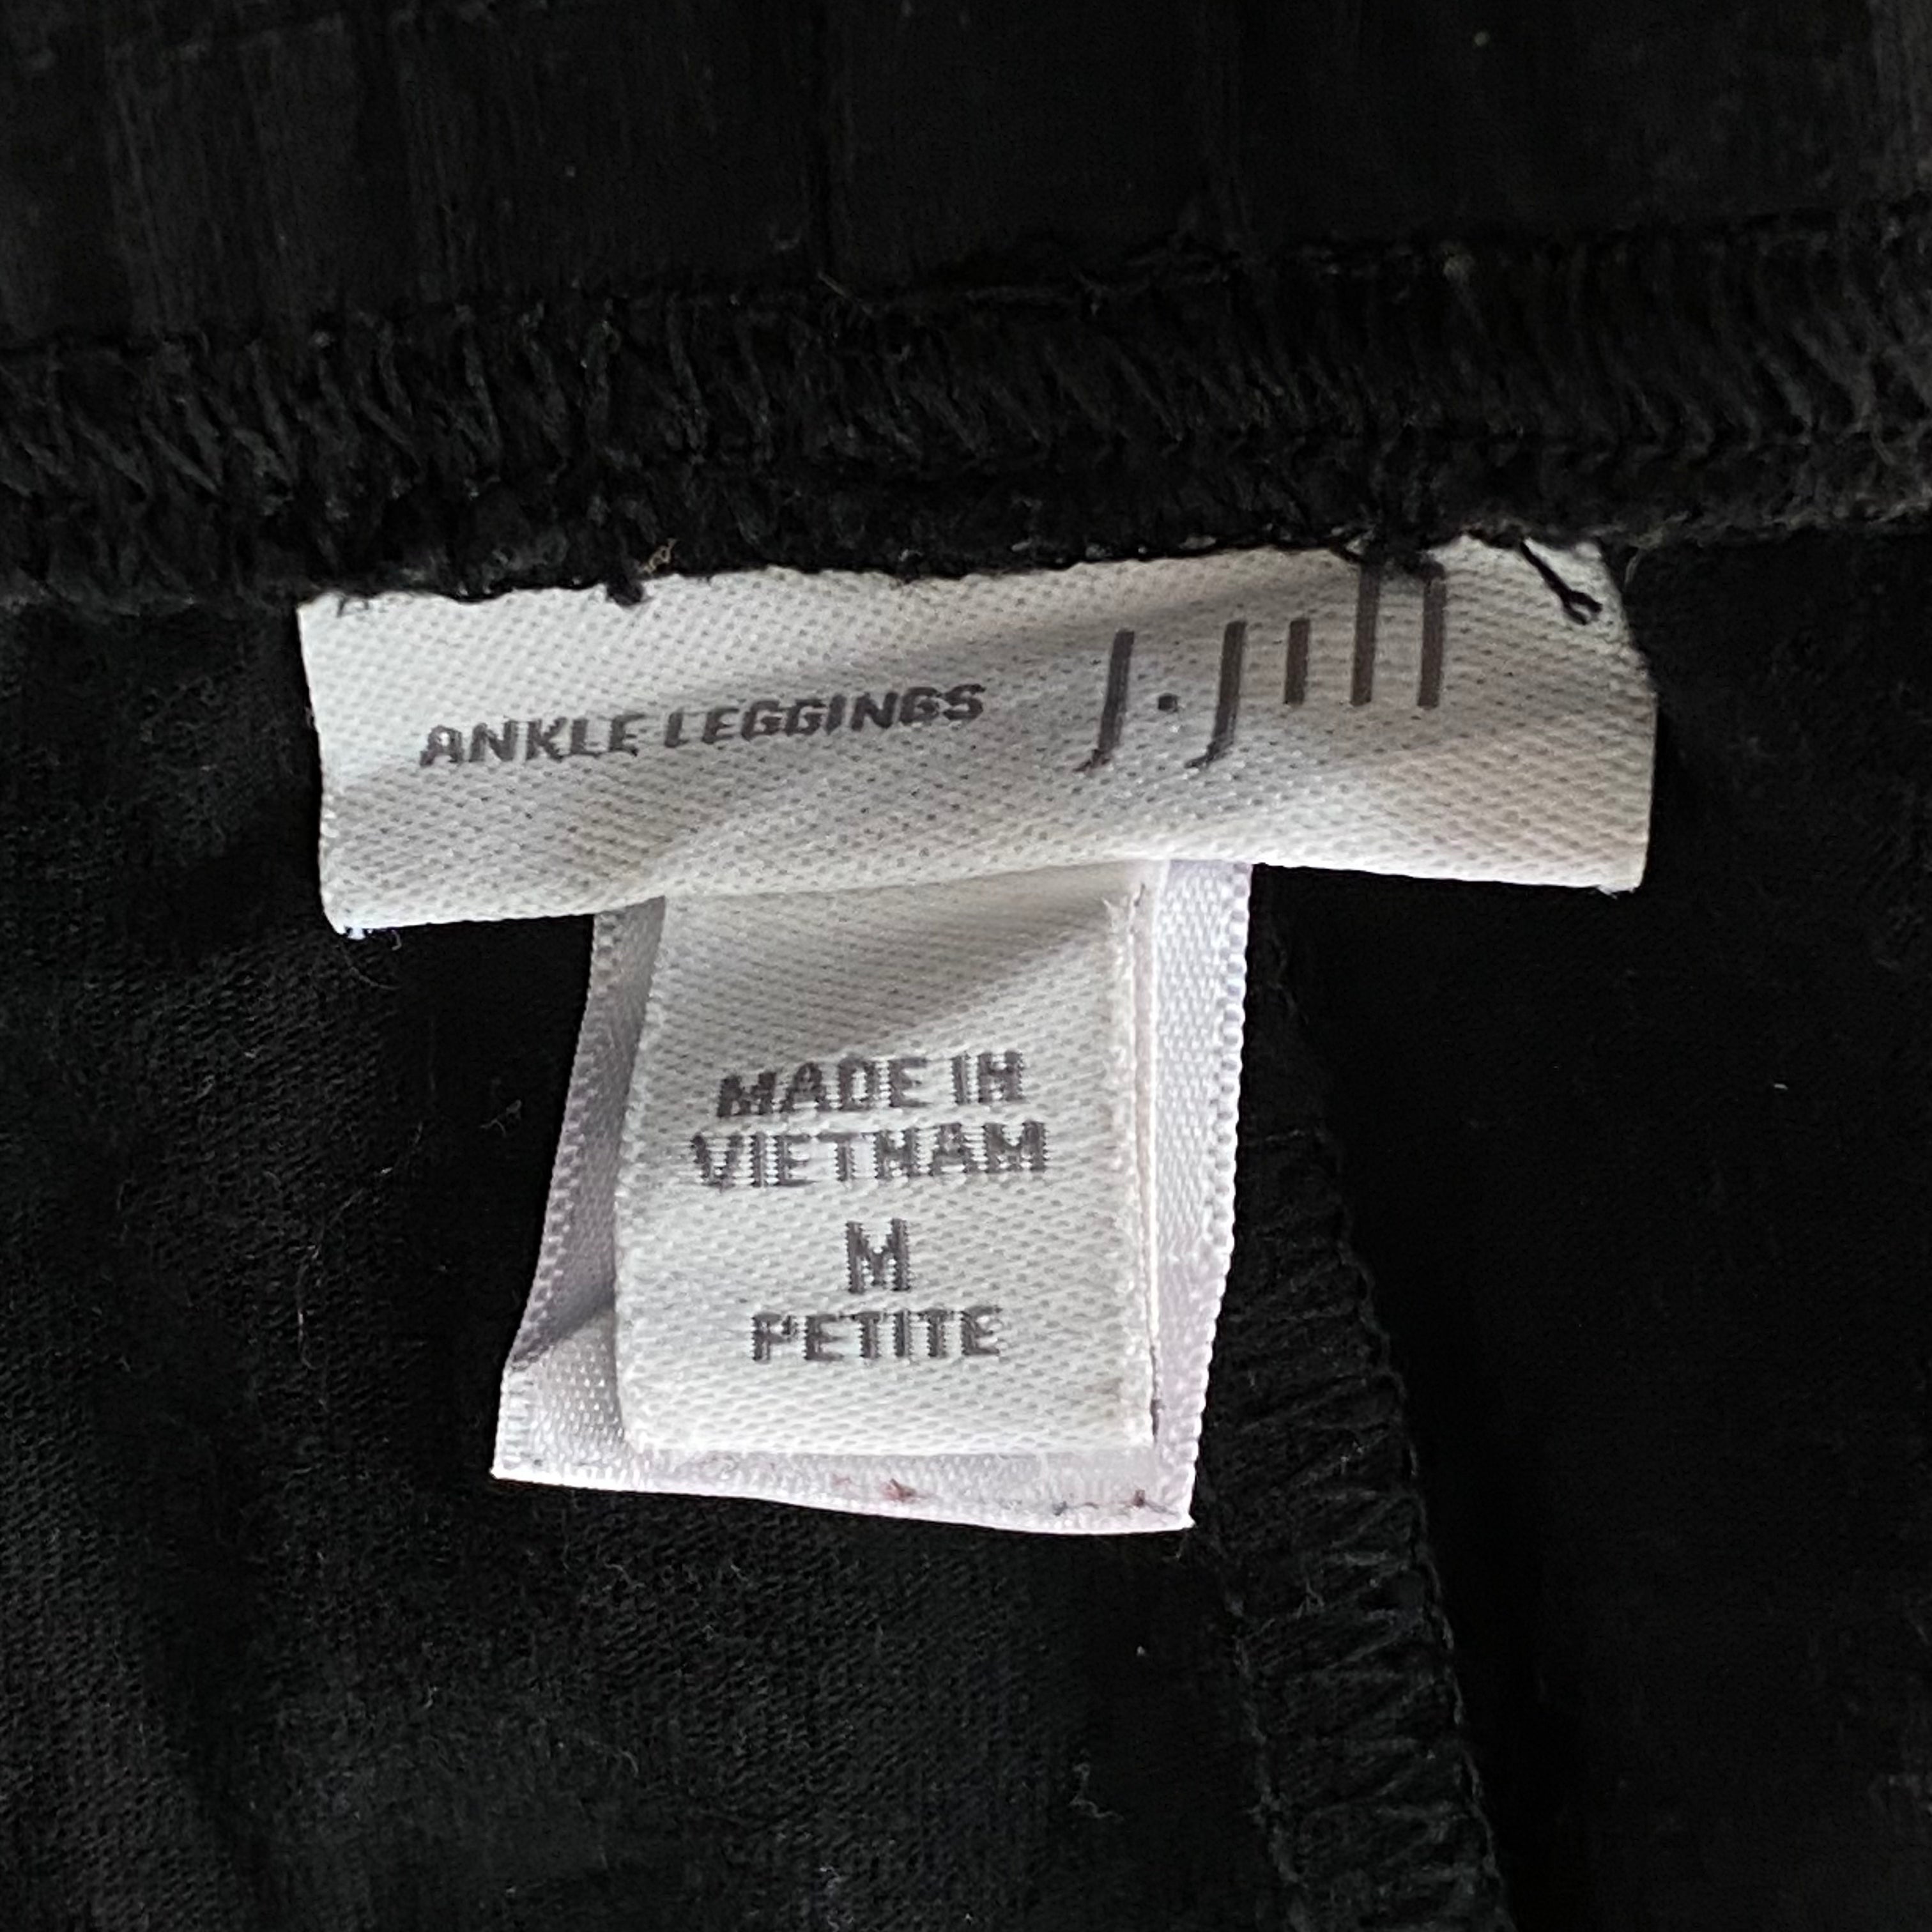 ANKLE LEGGINGS J.Jill
MADE IN
VIETNAM
M
PETITE